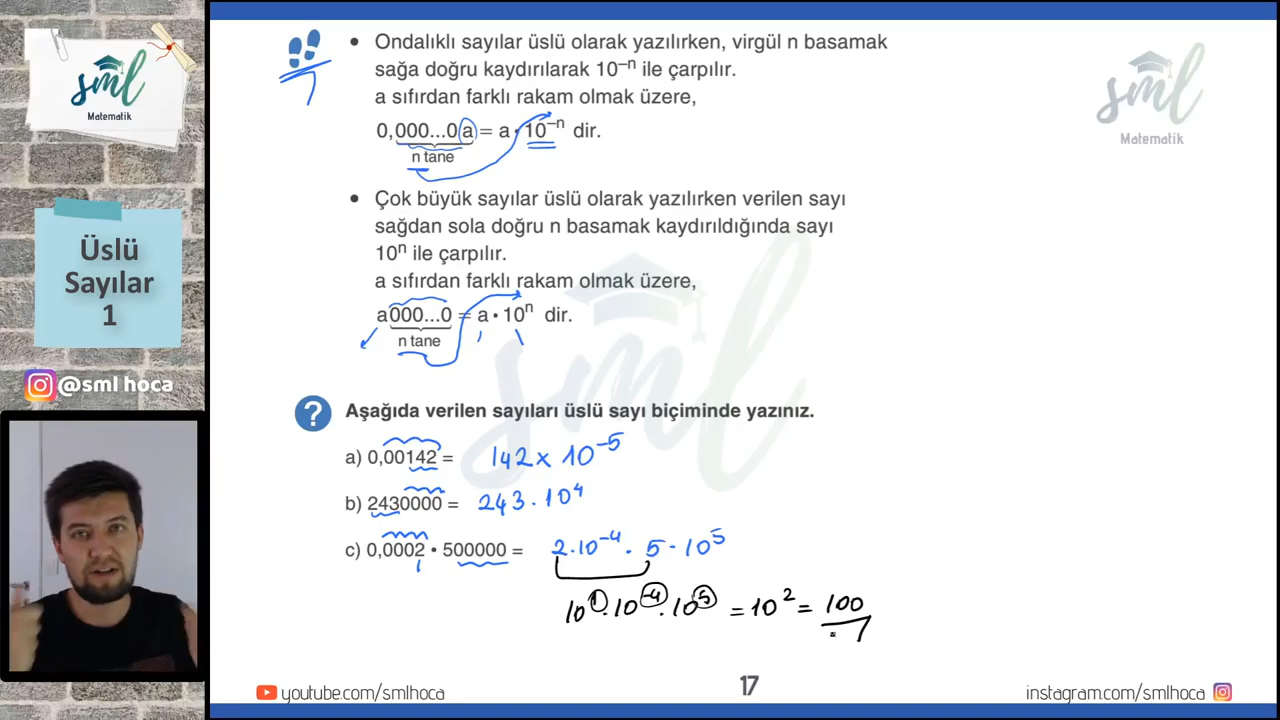 sml
Matematik
Üslü
Sayılar
1
@sml hoca
sml
Matematik
• Ondalıklı sayılar üslü olarak yazılırken, virgül n basamak
sağa doğru kaydırılarak 10⁻ⁿ ile çarpılır.
a sıfırdan farklı rakam olmak üzere,
0,000...0a = a · 10⁻ⁿ dir.
n tane
• Çok büyük sayılar üslü olarak yazılırken verilen sayı
sağdan sola doğru n basamak kaydırıldığında sayı
10ⁿ ile çarpılır.
a sıfırdan farklı rakam olmak üzere,
a000...0 = a · 10ⁿ dir.
n tane
sml
? Aşağıda verilen sayıları üslü sayı biçiminde yazınız.
a) 0,00142 = 142 x 10⁻⁵
b) 2430000 = 243 · 10⁴
c) 0,0002 · 500000 = 2 · 10⁻⁴ · 5 · 10⁵
10¹ · 10⁻⁴ · 10⁵ = 10² = 100
youtube.com/smlhoca
17
instagram.com/smlhoca